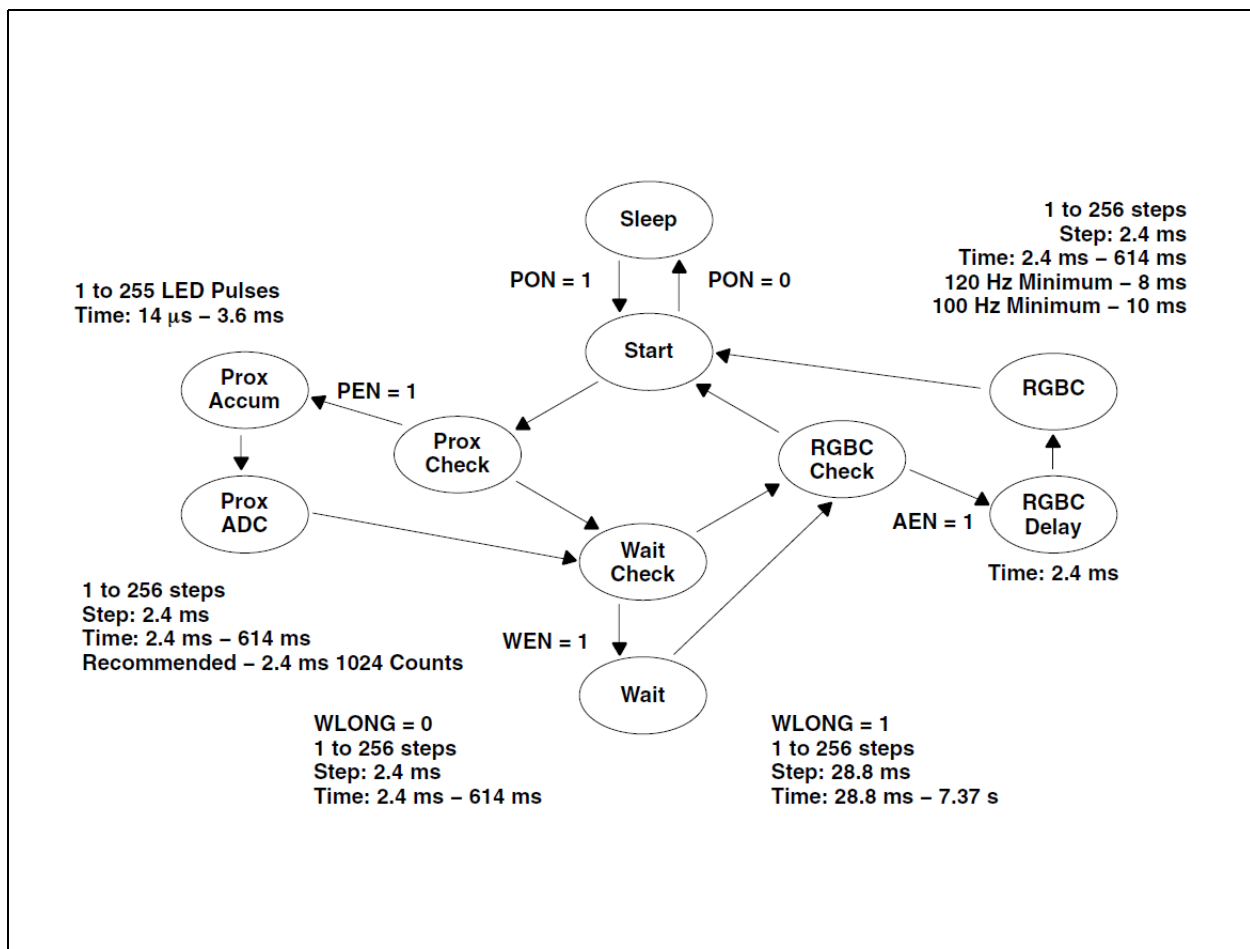 Sleep
PON = 1
PON = 0
1 to 256 steps
Step: 2.4 ms
Time: 2.4 ms – 614 ms
120 Hz Minimum – 8 ms
100 Hz Minimum – 10 ms
1 to 255 LED Pulses
Time: 14 μs – 3.6 ms
Start
Prox
Accum
PEN = 1
Prox
Check
RGBC
Check
RGBC
Prox
ADC
AEN = 1
RGBC
Delay
Time: 2.4 ms
Wait
Check
1 to 256 steps
Step: 2.4 ms
Time: 2.4 ms – 614 ms
Recommended – 2.4 ms 1024 Counts
WEN = 1
Wait
WLONG = 0
1 to 256 steps
Step: 2.4 ms
Time: 2.4 ms – 614 ms
WLONG = 1
1 to 256 steps
Step: 28.8 ms
Time: 28.8 ms – 7.37 s